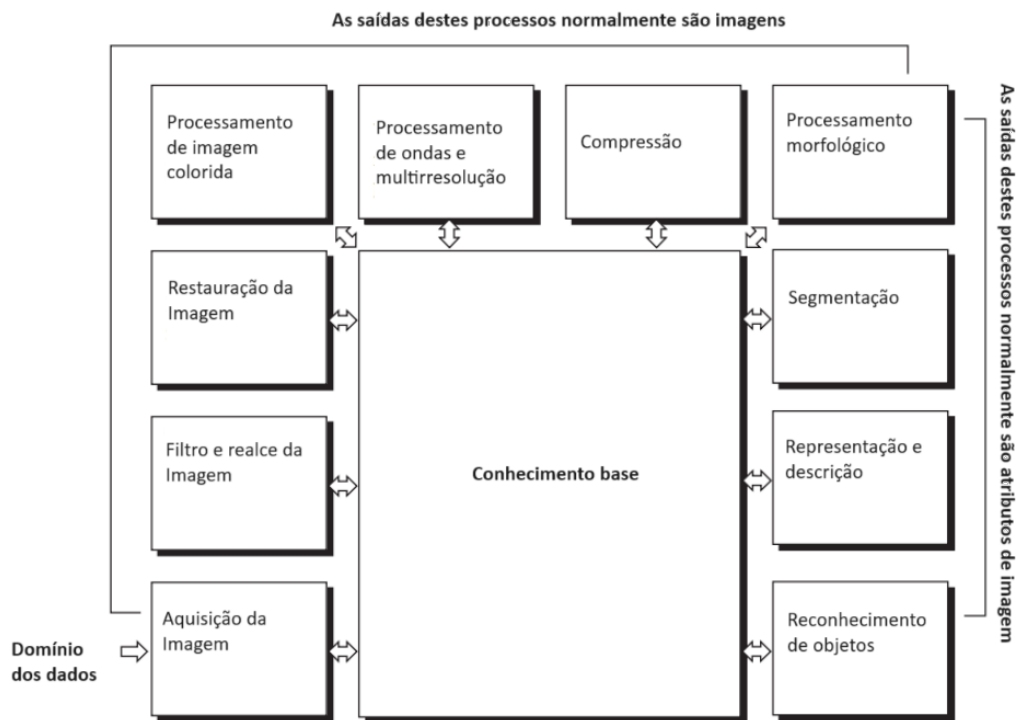 As saídas destes processos normalmente são imagens
Processamento
de imagem
colorida
Processamento
de ondas e
multirresolução
Compressão
Processamento
morfológico
As saídas destes processos normalmente são atributos de imagem
Restauração da
Imagem
Segmentação
Filtro e realce da
Imagem
Conhecimento base
Representação e
descrição
Aquisição da
Imagem
Reconhecimento
de objetos
Domínio
dos dados